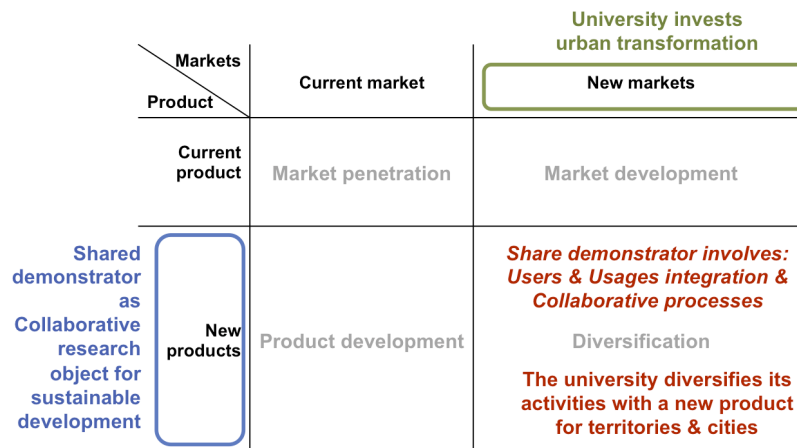 University invests
urban transformation
Markets
Product
Current market
New markets
Current
product
Market penetration
Market development
Shared
demonstrator
as
Collaborative
research
object for
sustainable
development
New
products
Product development
Share demonstrator involves:
Users & Usages integration &
Collaborative processes
Diversification
The university diversifies its
activities with a new product
for territories & cities